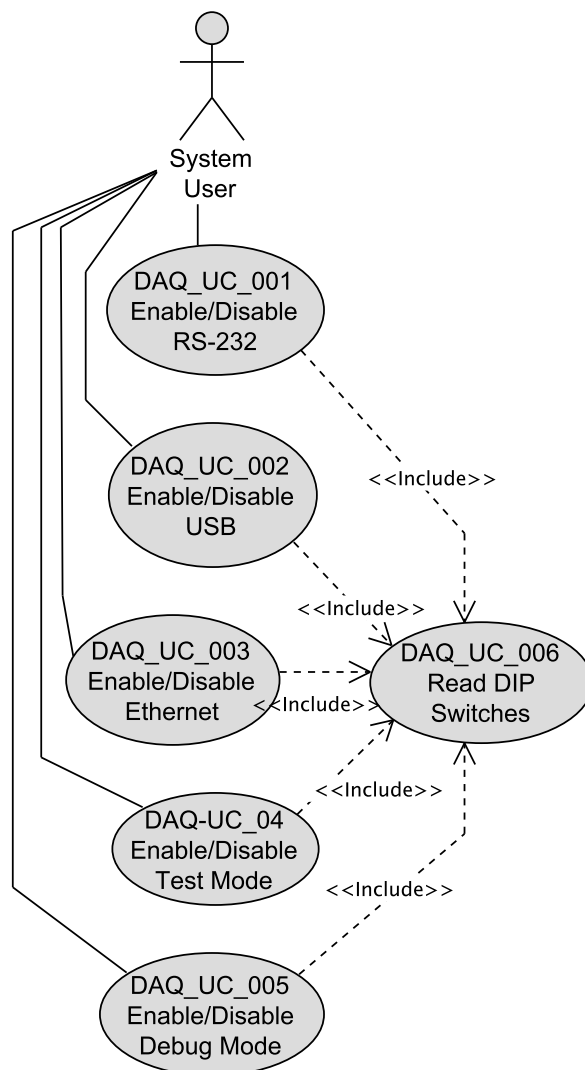 System
User
DAQ_UC_001
Enable/Disable
RS-232
<<Include>>
DAQ_UC_002
Enable/Disable
USB
<<Include>>
DAQ_UC_003
Enable/Disable
Ethernet
<<Include>>
DAQ_UC_006
Read DIP
Switches
DAQ-UC_04
Enable/Disable
Test Mode
<<Include>>
<<Include>>
DAQ_UC_005
Enable/Disable
Debug Mode